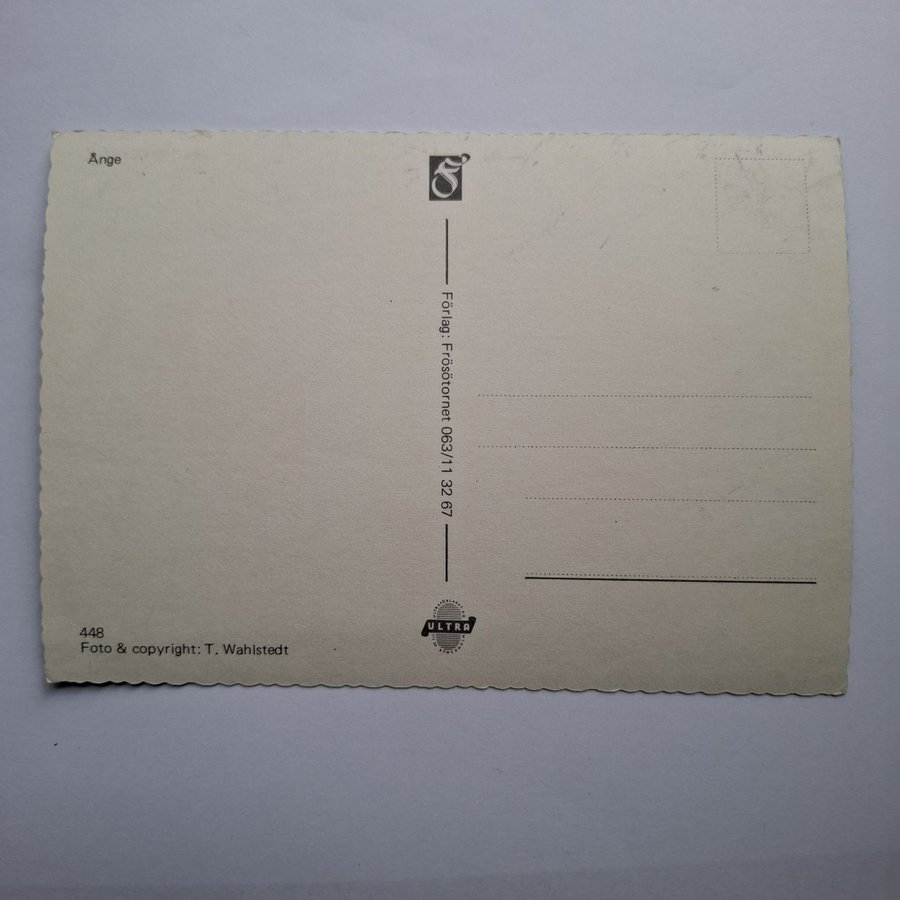 Ånge
Förlag: Frösötornet 063/11 32 67
448
Foto & copyright: T. Wahlstedt
ULTRA